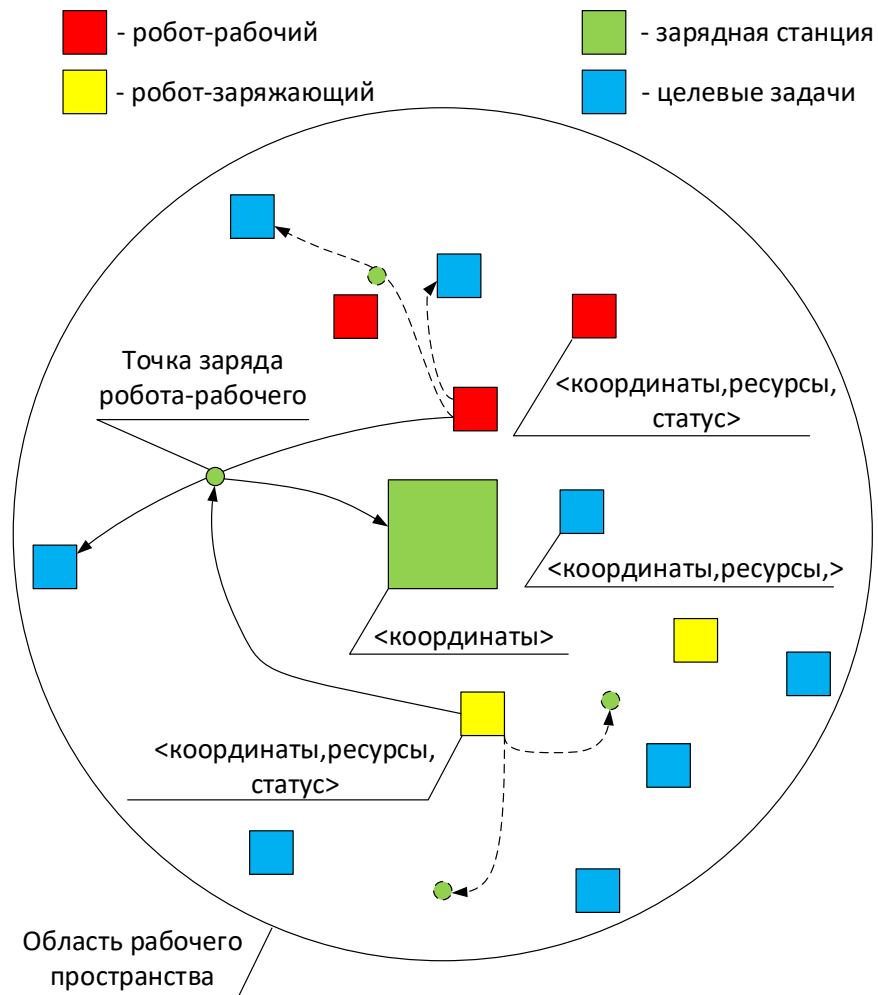 - робот-рабочий
- зарядная станция
- робот-заряжающий
- целевые задачи
Точка заряда
робота-рабочего
<координаты,ресурсы,
статус>
<координаты,ресурсы,>
<координаты>
<координаты,ресурсы,
статус>
Область рабочего
пространства